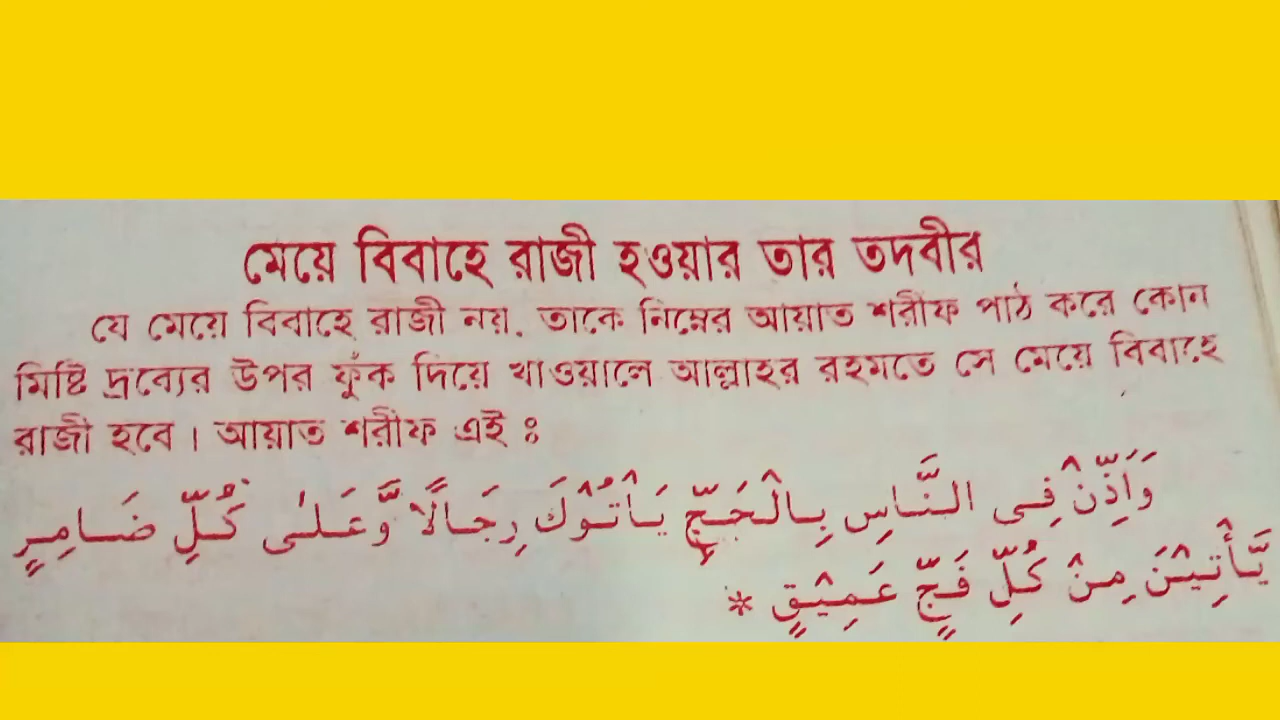 মেয়ে বিবাহে রাজী হওয়ার তার তদবীর
যে মেয়ে বিবাহে রাজী নয়, তাকে নিম্নের আয়াত শরীফ পাঠ করে কোন
মিষ্টি দ্রব্যের উপর ফুঁক দিয়ে খাওয়ালে আল্লাহর রহমতে সে মেয়ে বিবাহে
রাজী হবে। আয়াত শরীফ এই ঃ
وَاَذِّنْ فِى النَّاسِ بِالْحَجِّ يَاْتُوْكَ رِجَالًا وَّعَلٰى كُلِّ ضَامِرٍ
يَّأْتِيْنَ مِنْ كُلِّ فَجٍّ عَمِيْقٍ *